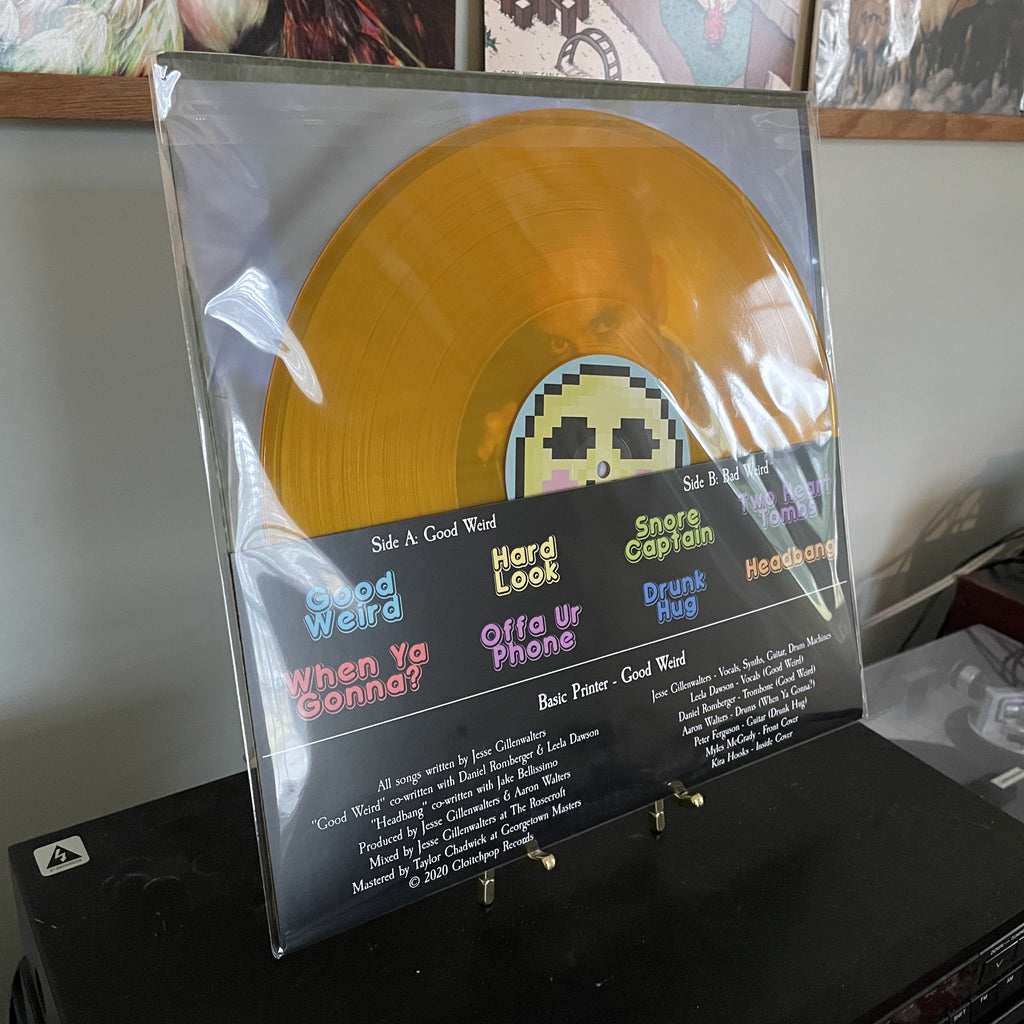 Side A: Good Weird
Side B: Bad Weird
Good
Weird
Hard
Look
Snore
Captain
Two Heart
Tombs
When Ya
Gonna?
Offa Ur
Phone
Drunk
Hug
Headbang
Basic Printer - Good Weird
All songs written by Jesse Gillenwalters
"Good Weird" co-written with Daniel Romberger & Leela Dawson
"Headbang" co-written with Jake Bellissimo
Produced by Jesse Gillenwalters & Aaron Walters
Mixed by Jesse Gillenwalters at The Rosecroft
Mastered by Taylor Chadwick at Georgetown Masters
© 2020 Gloitchpop Records
Jesse Gillenwalters - Vocals, Synths, Guitar, Drum Machines
Leela Dawson - Vocals (Good Weird)
Daniel Romberger - Trombone (Good Weird)
Aaron Walters - Drums (When Ya Gonna?)
Peter Ferguson - Guitar (Drunk Hug)
Myles McGrady - Front Cover
Kira Hooks - Inside Cover
4
SHIFT
FM
AM